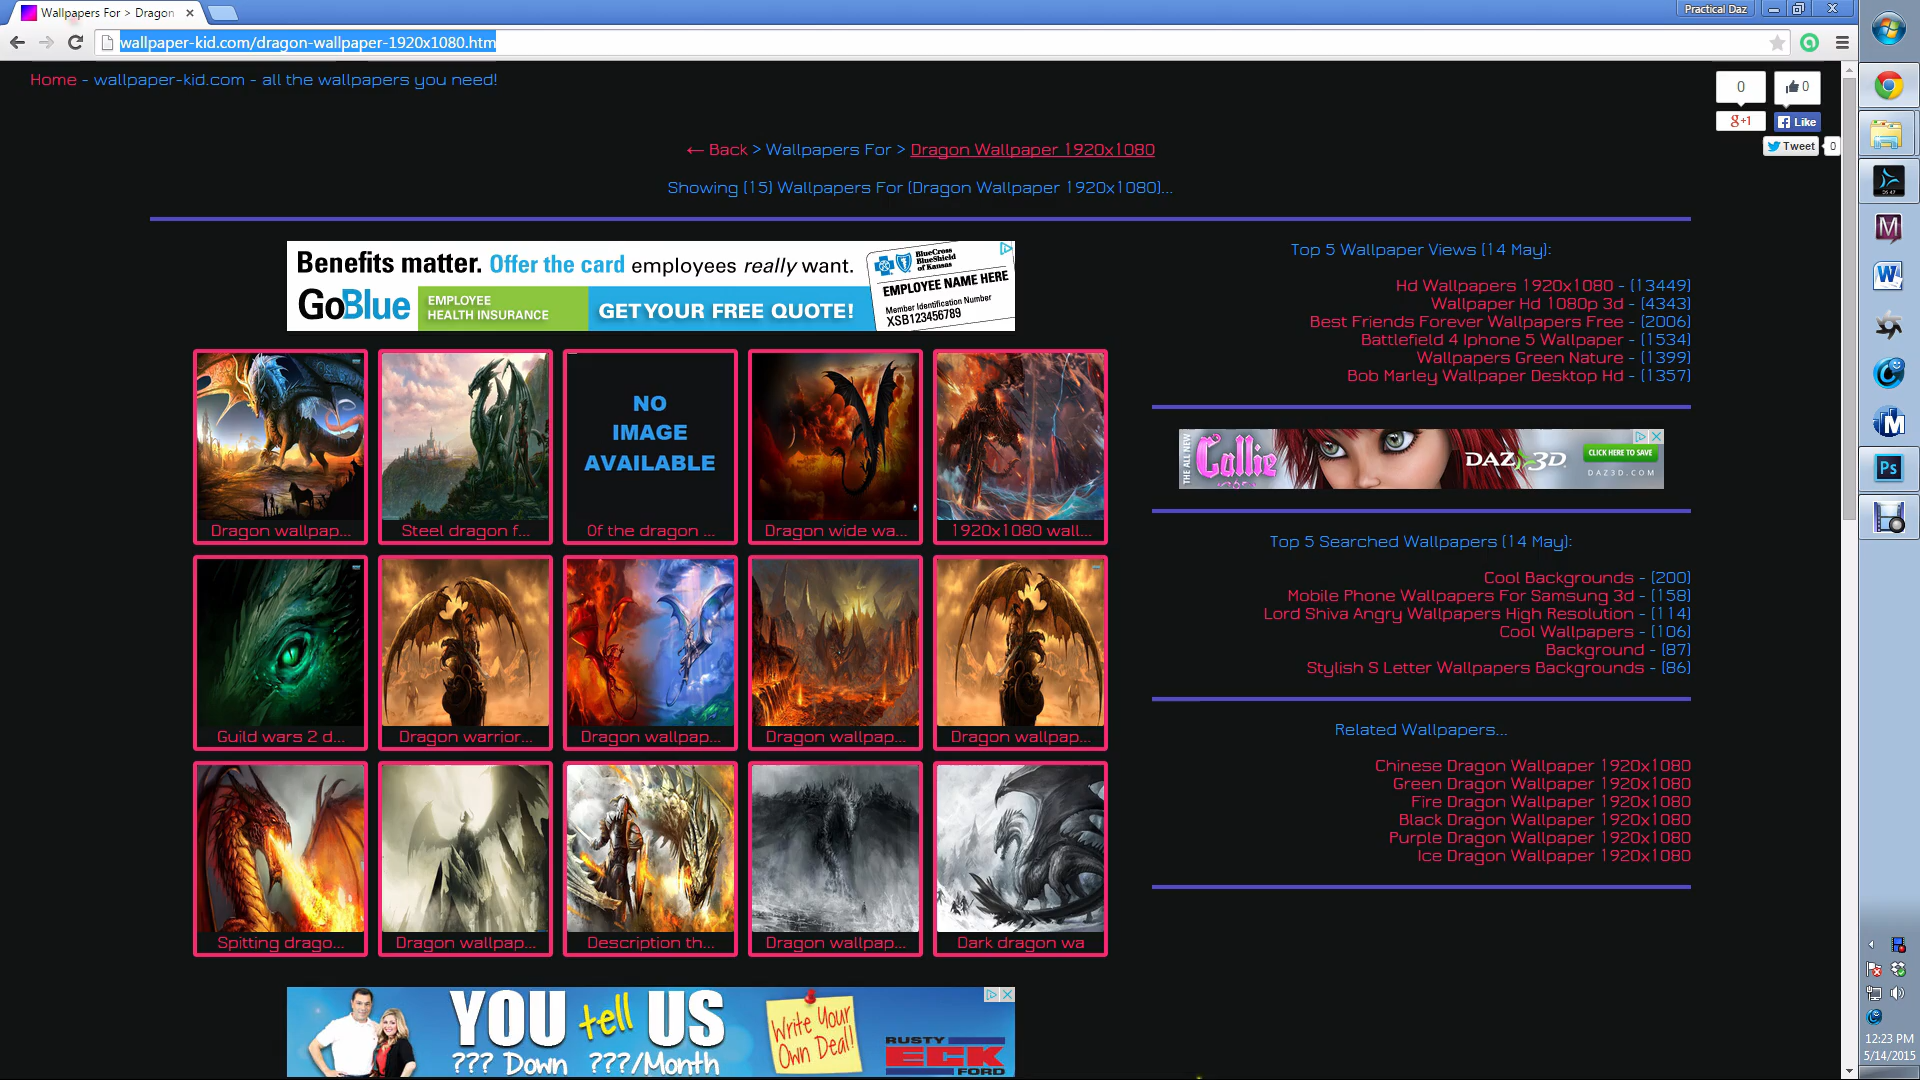 Wallpapers For > Dragon
Practical Daz
wallpaper-kid.com/dragon-wallpaper-1920x1080.htm
Home - wallpaper-kid.com - all the wallpapers you need!
0
0
g+1
Like
Tweet
0
← Back > Wallpapers For > Dragon Wallpaper 1920x1080
Showing (15) Wallpapers For (Dragon Wallpaper 1920x1080)...
Benefits matter. Offer the card employees really want.
GoBlue
EMPLOYEE
HEALTH INSURANCE
GET YOUR FREE QUOTE!
BlueCross
BlueShield
of Kansas
EMPLOYEE NAME HERE
Member Identification Number
XSB123456789
NO
IMAGE
AVAILABLE
Dragon wallpap...
Steel dragon f...
Of the dragon ...
Dragon wide wa...
1920x1080 wall...
Guild wars 2 d...
Dragon warrior...
Dragon wallpap...
Dragon wallpap...
Dragon wallpap...
Spitting drago...
Dragon wallpap...
Description th...
Dragon wallpap...
Dark dragon wa
YOU tell US
??? Down ???/Month
Write Your
Own Deal!
RUSTY
ECK
FORD
Top 5 Wallpaper Views (14 May):
Hd Wallpapers 1920x1080 - (13449)
Wallpaper Hd 1080p 3d - (4343)
Best Friends Forever Wallpapers Free - (2006)
Battlefield 4 Iphone 5 Wallpaper - (1534)
Wallpapers Green Nature - (1399)
Bob Marley Wallpaper Desktop Hd - (1357)
THE ALL NEW
Callie
DAZ 3D
CLICK HERE TO SAVE
DAZ3D.COM
Top 5 Searched Wallpapers (14 May):
Cool Backgrounds - (200)
Mobile Phone Wallpapers For Samsung 3d - (158)
Lord Shiva Angry Wallpapers High Resolution - (114)
Cool Wallpapers - (106)
Background - (87)
Stylish S Letter Wallpapers Backgrounds - (86)
Related Wallpapers...
Chinese Dragon Wallpaper 1920x1080
Green Dragon Wallpaper 1920x1080
Fire Dragon Wallpaper 1920x1080
Black Dragon Wallpaper 1920x1080
Purple Dragon Wallpaper 1920x1080
Ice Dragon Wallpaper 1920x1080
DS 4.7
M
W
M
Ps
12:23 PM
5/14/2015